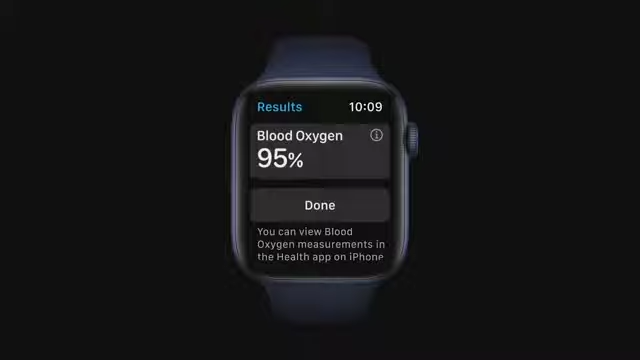 Results 10:09
Blood Oxygen
95%
Done
You can view Blood
Oxygen measurements in
the Health app on iPhone